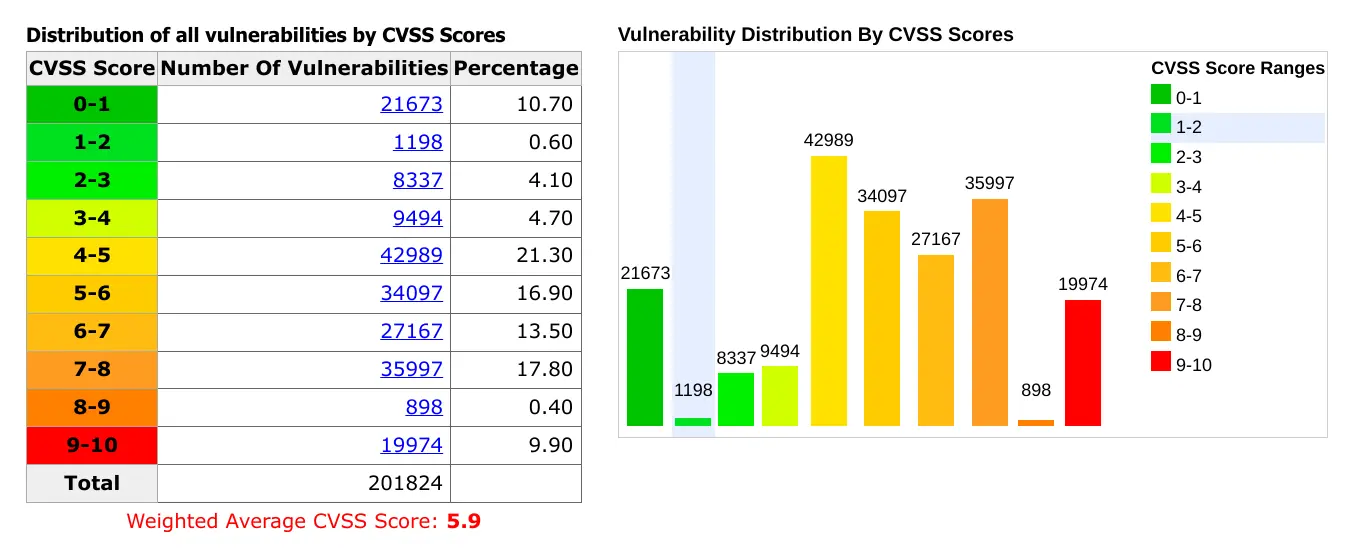 Distribution of all vulnerabilities by CVSS Scores
CVSS Score Number Of Vulnerabilities Percentage
0-1 21673 10.70
1-2 1198 0.60
2-3 8337 4.10
3-4 9494 4.70
4-5 42989 21.30
5-6 34097 16.90
6-7 27167 13.50
7-8 35997 17.80
8-9 898 0.40
9-10 19974 9.90
Total 201824
Weighted Average CVSS Score: 5.9
Vulnerability Distribution By CVSS Scores
21673
1198
8337
9494
42989
34097
27167
35997
898
19974
CVSS Score Ranges
0-1
1-2
2-3
3-4
4-5
5-6
6-7
7-8
8-9
9-10